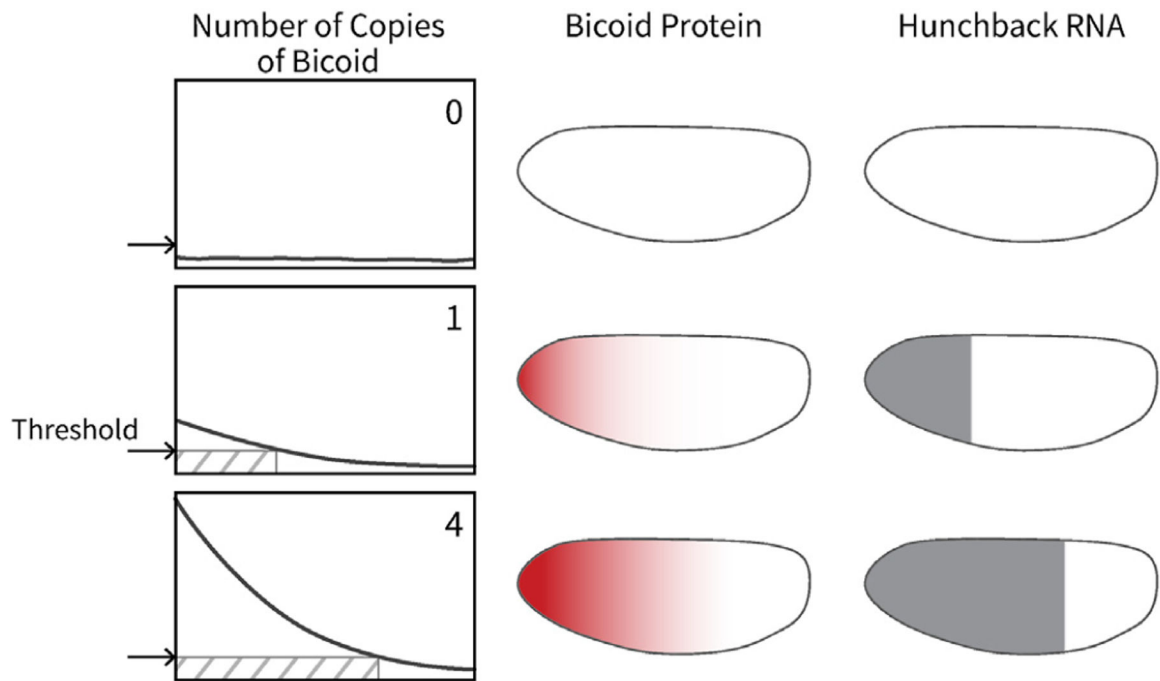 Number of Copies
of Bicoid
Bicoid Protein
Hunchback RNA
0
1
Threshold
4